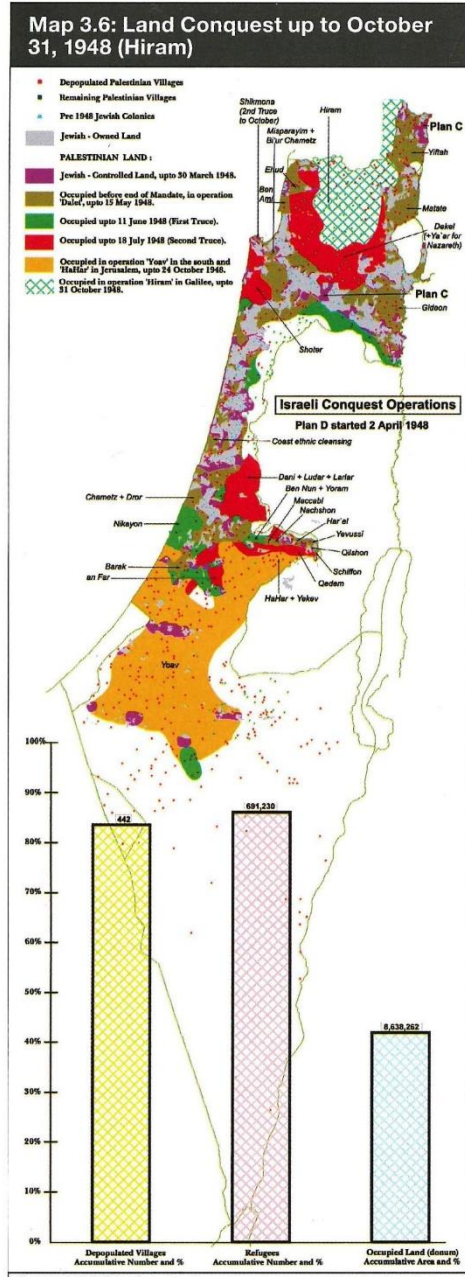 Map 3.6: Land Conquest up to October
31, 1948 (Hiram)
Depopulated Palestinian Villages
Remaining Palestinian Villages
Pre 1948 Jewish Colonies
Jewish - Owned Land
PALESTINIAN LAND :
Jewish - Controlled Land, upto 30 March 1948.
Occupied before end of Mandate, in operation
'Dalet', upto 15 May 1948.
Occupied upto 11 June 1948 (First Truce).
Occupied upto 18 July 1948 (Second Truce).
Occupied in operation 'Yoav' in the south and
'HaHar' in Jerusalem, upto 24 October 1948.
Occupied in operation 'Hiram' in Galilee, upto
31 October 1948.
Shikmona
(2nd Truce
to October)
Hiram
Misparayim +
Bi'ur Chametz
Plan C
Yiftah
Ehud
Ben
Ami
Matate
Dekel
(+Ya'ar for
Nazareth)
Plan C
Gideon
Shoter
Israeli Conquest Operations
Plan D started 2 April 1948
Coast ethnic cleansing
Dani + Ludar + Larlar
Ben Nun + Yoram
Maccabi
Nachshon
Chametz + Dror
Har'el
Yevussi
Nikayon
Qilshon
Schiffon
Barak
an Far
Qedem
HaHar + Yekev
Yoav
100%
90%
80%
70%
60%
50%
40%
30%
20%
10%
0%
442
691,230
8,638,262
Depopulated Villages
Accumulative Number and %
Refugees
Accumulative Number and %
Occupied Land (donum)
Accumulative Area and %